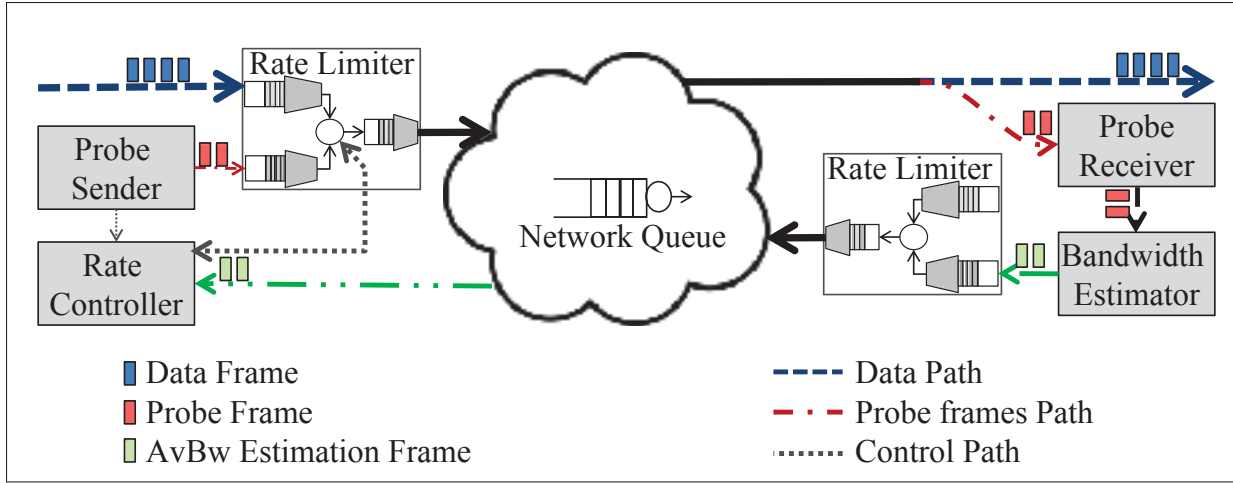 Rate Limiter
Probe
Sender
Rate
Controller
Network Queue
Rate Limiter
Probe
Receiver
Bandwidth
Estimator
Data Frame
Probe Frame
AvBw Estimation Frame
Data Path
Probe frames Path
Control Path